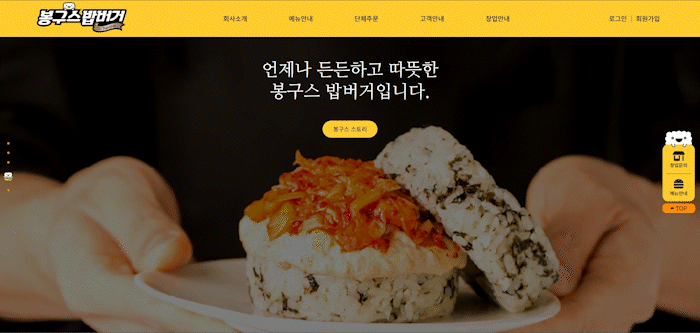 봉구스밥버거
회사소개 메뉴안내 단체주문 고객안내 창업안내 로그인 | 회원가입
언제나 든든하고 따뜻한
봉구스 밥버거입니다.
봉구스 스토리
창업문의
메뉴안내
TOP